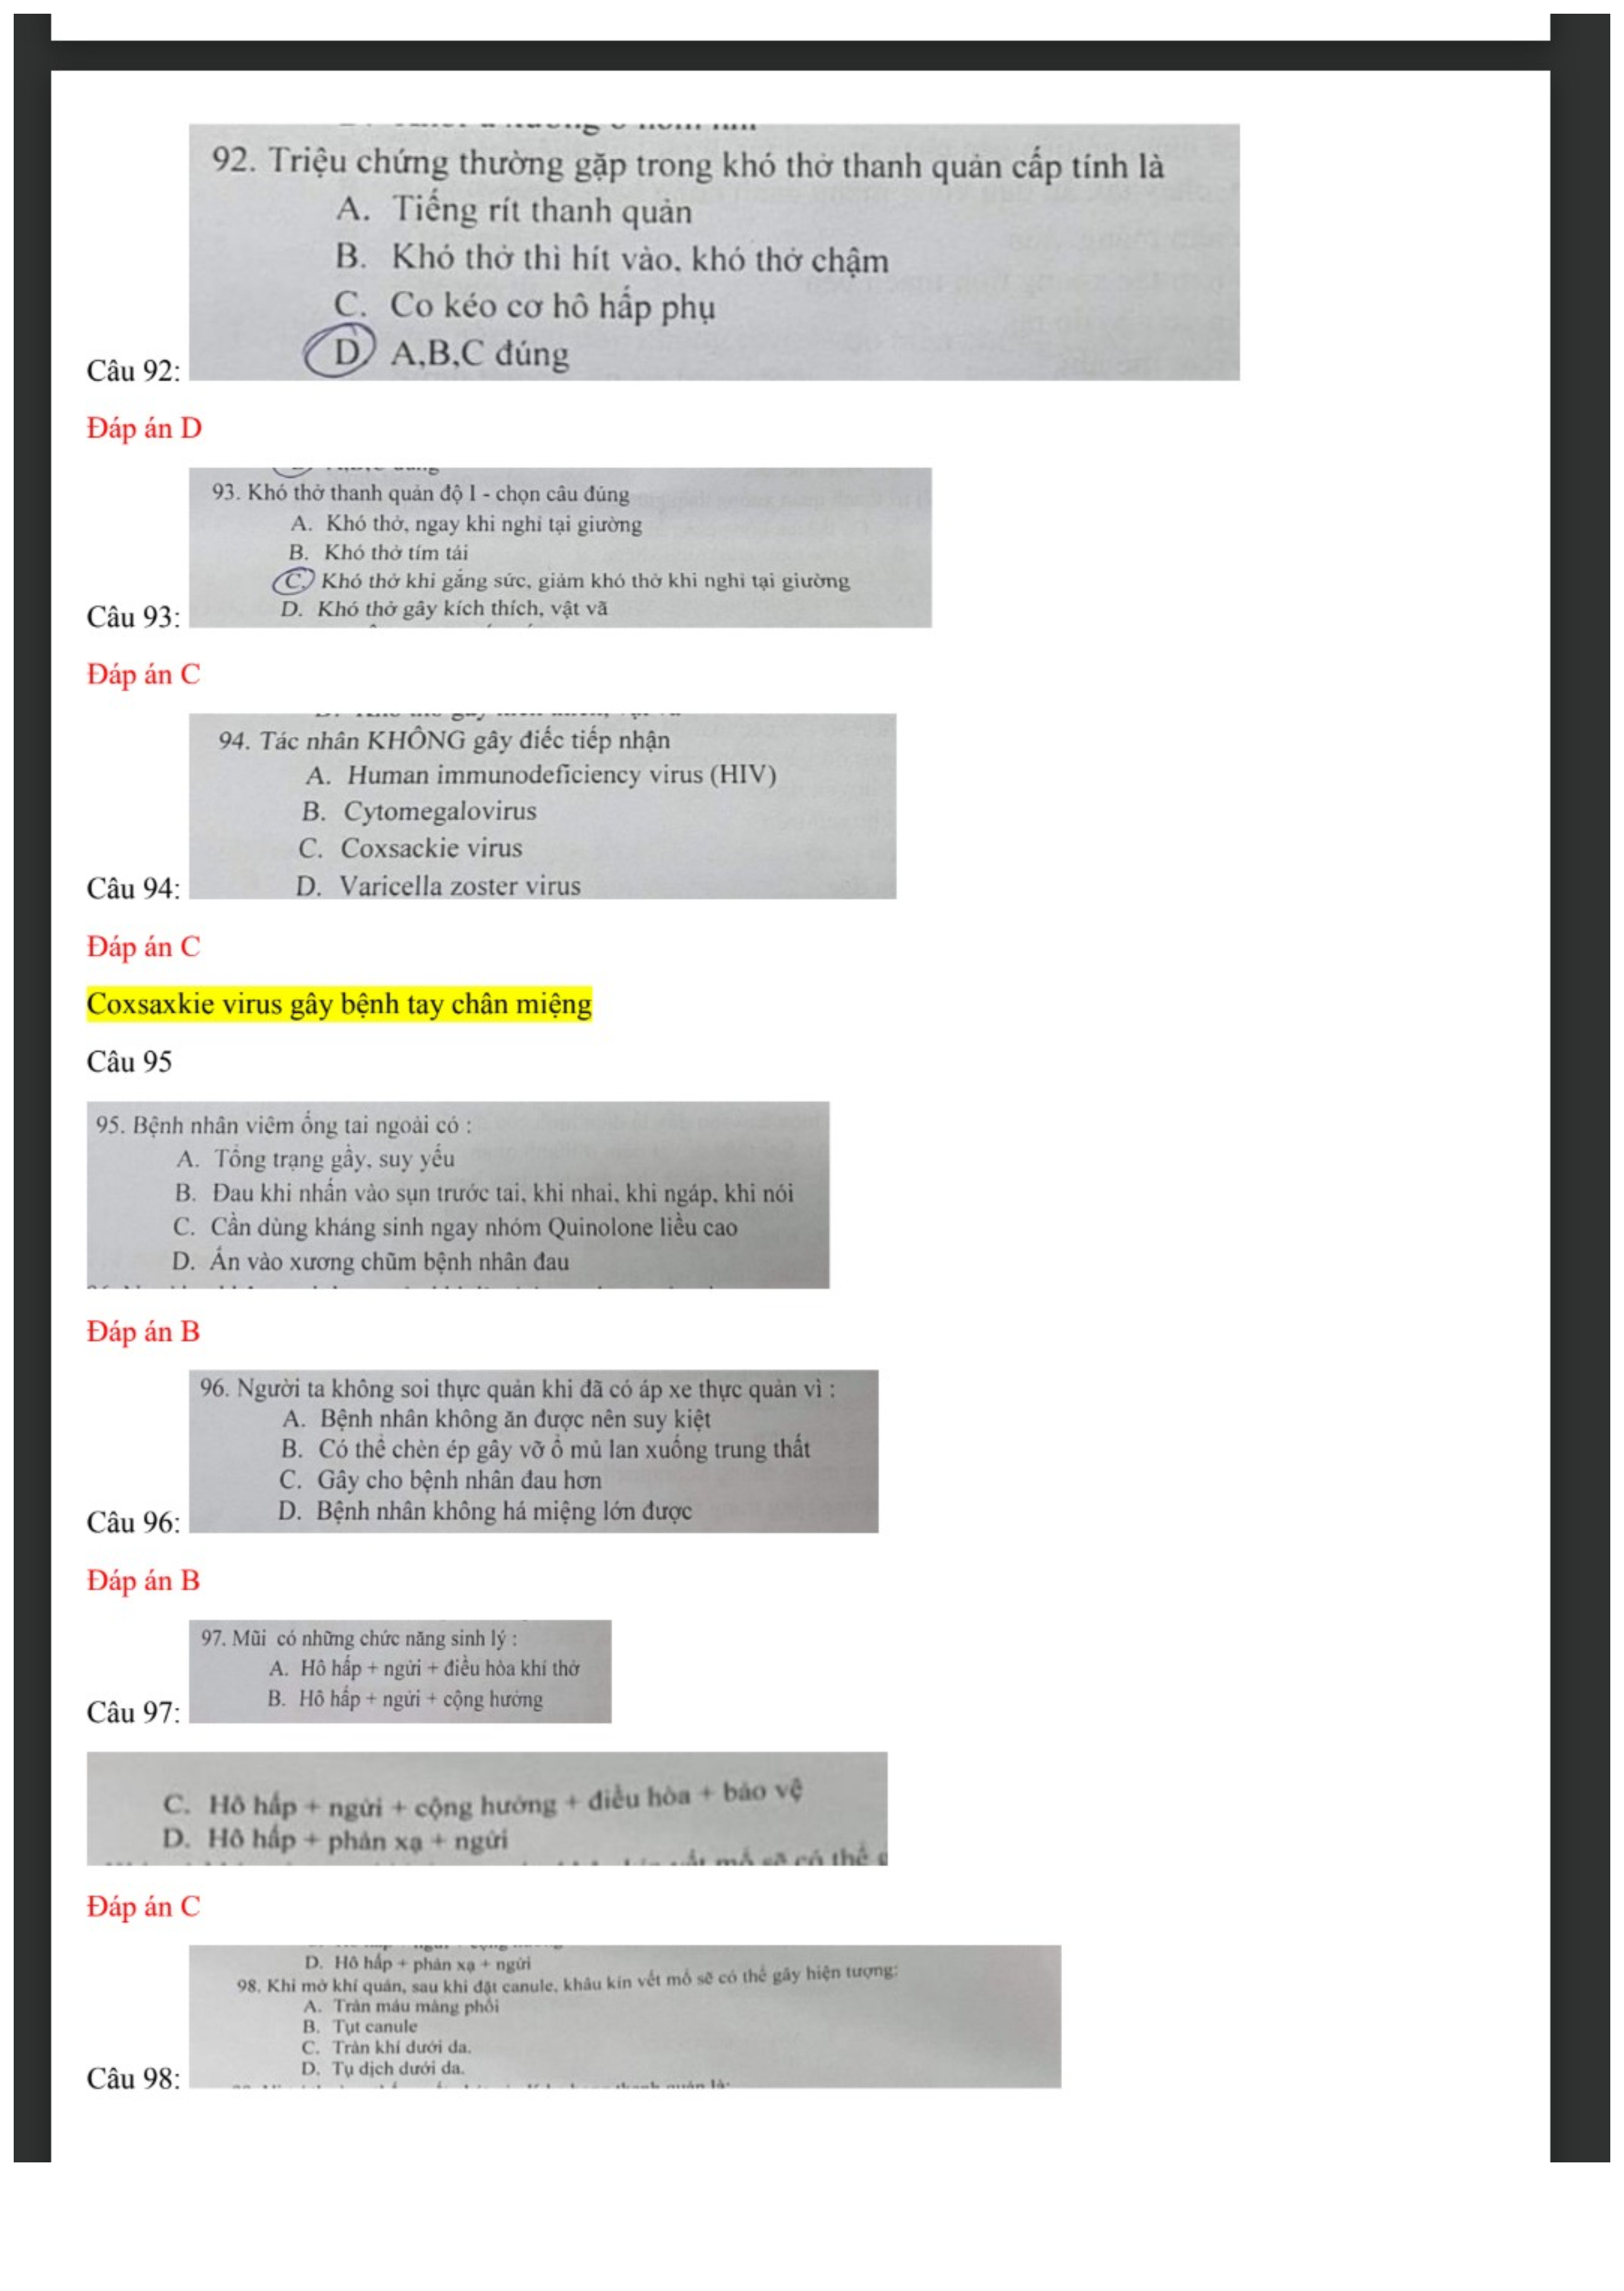 92. Triệu chứng thường gặp trong khó thở thanh quản cấp tính là
A. Tiếng rít thanh quản
B. Khó thở thì hít vào, khó thở chậm
C. Co kéo cơ hô hấp phụ
D. A,B,C đúng
Câu 92:
Đáp án D
93. Khó thở thanh quản độ I - chọn câu đúng
A. Khó thở, ngay khi nghỉ tại giường
B. Khó thở tím tái
C. Khó thở khi gắng sức, giảm khó thở khi nghỉ tại giường
D. Khó thở gây kích thích, vật vã
Câu 93:
Đáp án C
94. Tác nhân KHÔNG gây điếc tiếp nhận
A. Human immunodeficiency virus (HIV)
B. Cytomegalovirus
C. Coxsackie virus
D. Varicella zoster virus
Câu 94:
Đáp án C
Coxsaxkie virus gây bệnh tay chân miệng
Câu 95
95. Bệnh nhân viêm ống tai ngoài có :
A. Tổng trạng gầy, suy yếu
B. Đau khi nhấn vào sụn trước tai, khi nhai, khi ngáp, khi nói
C. Cần dùng kháng sinh ngay nhóm Quinolone liều cao
D. Ấn vào xương chũm bệnh nhân đau
Đáp án B
96. Người ta không soi thực quản khi đã có áp xe thực quản vì :
A. Bệnh nhân không ăn được nên suy kiệt
B. Có thể chèn ép gây vỡ ổ mủ lan xuống trung thất
C. Gây cho bệnh nhân đau hơn
D. Bệnh nhân không há miệng lớn được
Câu 96:
Đáp án B
97. Mũi có những chức năng sinh lý :
A. Hô hấp + ngửi + điều hòa khí thở
B. Hô hấp + ngửi + cộng hưởng
Câu 97:
C. Hô hấp + ngửi + cộng hưởng + điều hòa + bảo vệ
D. Hô hấp + phản xạ + ngửi
Đáp án C
D. Hô hấp + phản xạ + ngửi
98. Khi mở khí quản, sau khi đặt canule, khâu kín vết mổ sẽ có thể gây hiện tượng:
A. Tràn máu màng phổi
B. Tụt canule
C. Tràn khí dưới da.
D. Tụ dịch dưới da.
Câu 98: